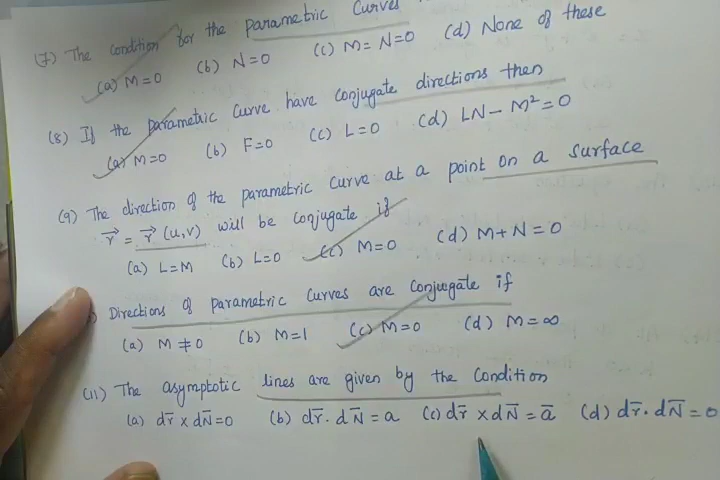 (7) The condition for the parametric Curves
(a) M=0 (b) N=0 (c) M=N=0 (d) None of these
(8) If the parametric Curve have conjugate directions then
(a) M=0 (b) F=0 (c) L=0 (d) LN-M²=0
(9) The direction of the parametric curve at a point on a surface
r⃗ = r⃗ (u,v) will be conjugate if
(a) L=M (b) L=0 (c) M=0 (d) M+N=0
) Directions of parametric Curves are conjugate if
(a) M≠0 (b) M=1 (c) M=0 (d) M=∞
(11) The asymptotic lines are given by the Condition
(a) dr̅ × dN̅=0 (b) dr̅ . dN̅ = a (c) dr̅ × dN̅ = a̅ (d) dr̅ . dN̅ = 0